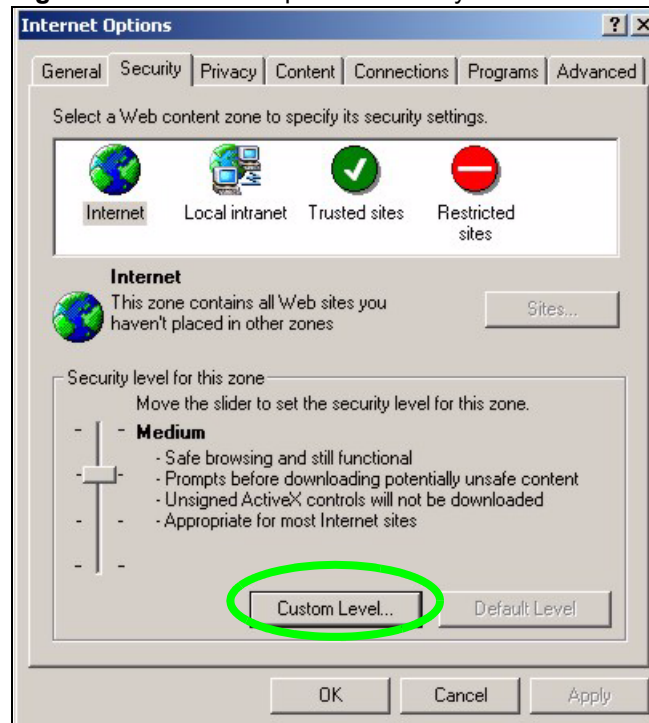 Internet Options
? ×
General Security Privacy Content Connections Programs Advanced
Select a Web content zone to specify its security settings.
Internet Local intranet Trusted sites Restricted
sites
Internet
This zone contains all Web sites you
haven't placed in other zones
Sites...
Security level for this zone
Move the slider to set the security level for this zone.
Medium
- Safe browsing and still functional
- Prompts before downloading potentially unsafe content
- Unsigned ActiveX controls will not be downloaded
- Appropriate for most Internet sites
Custom Level... Default Level
OK Cancel Apply